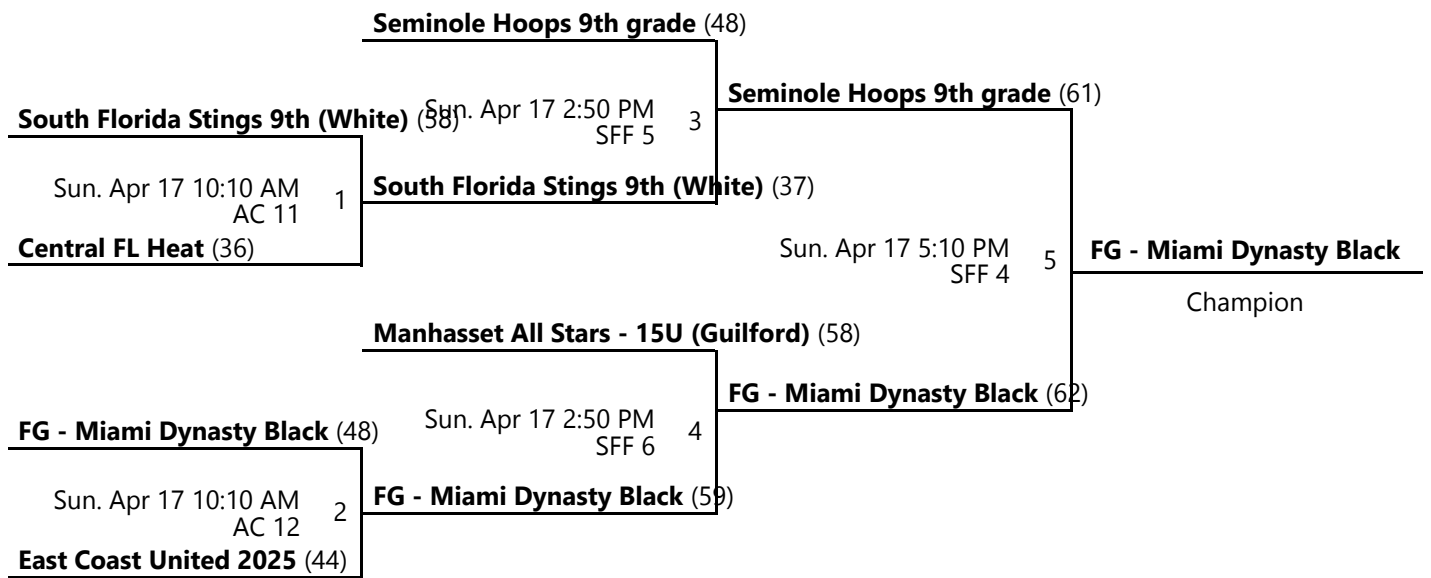 Seminole Hoops 9th grade (48)
South Florida Stings 9th (White) (58)
Sun. Apr 17 2:50 PM
SFF 5
3
Seminole Hoops 9th grade (61)
Sun. Apr 17 10:10 AM
AC 11
1
South Florida Stings 9th (White) (37)
Central FL Heat (36)
Sun. Apr 17 5:10 PM
SFF 4
5
FG - Miami Dynasty Black
Champion
Manhasset All Stars - 15U (Guilford) (58)
FG - Miami Dynasty Black (62)
FG - Miami Dynasty Black (48)
Sun. Apr 17 2:50 PM
SFF 6
4
Sun. Apr 17 10:10 AM
AC 12
2
FG - Miami Dynasty Black (59)
East Coast United 2025 (44)